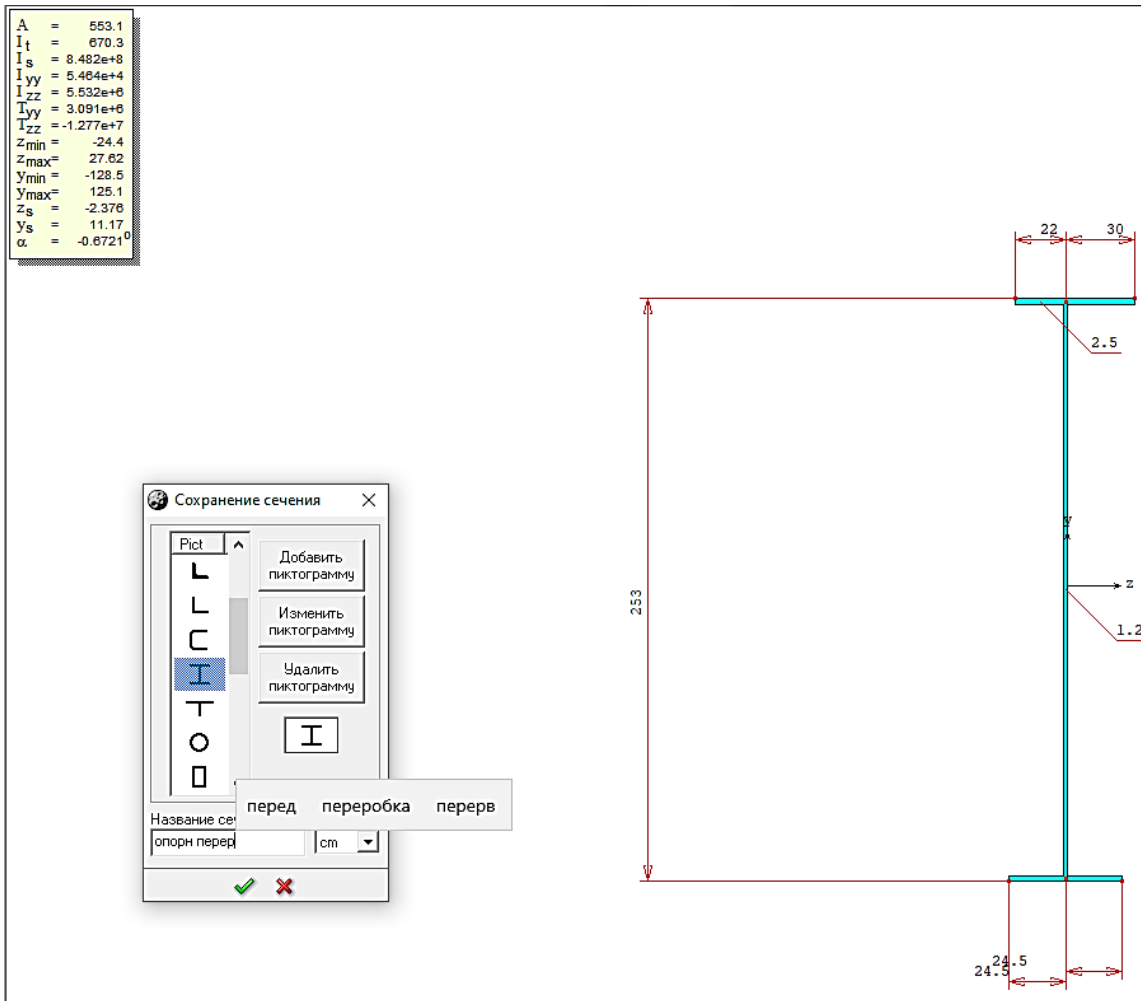 A = 553.1
It = 670.3
Is = 8.482e+8
Iyy = 5.464e+4
Izz = 5.532e+6
Tyy = 3.091e+6
Tzz =-1.277e+7
zmin = -24.4
zmax= 27.62
ymin = -128.5
ymax= 125.1
zs = -2.376
ys = 11.17
α = -0.6721⁰
22 30
2.5
253
y
z
1.2
24.5
24.5
Сохранение сечения
Pict
Добавить
пиктограмму
Изменить
пиктограмму
Удалить
пиктограмму
перед переробка перерв
Название се
опорн перер
cm